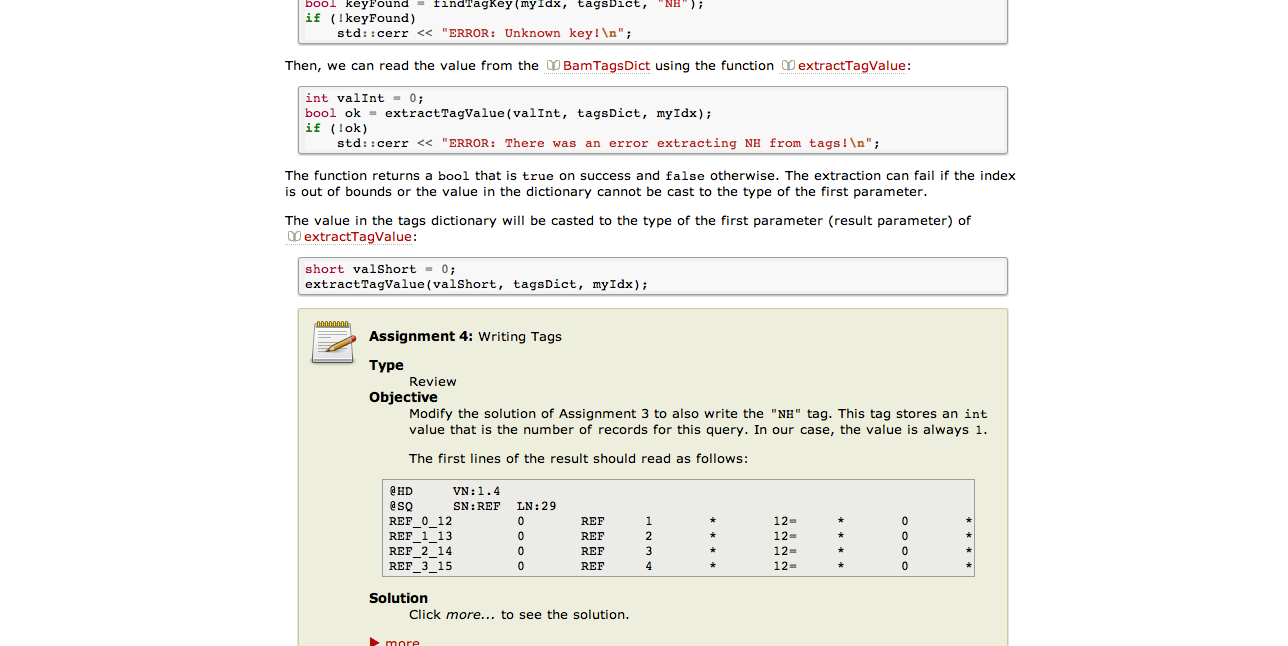 bool keyFound = findTagKey(myIdx, tagsDict, "NH");
if (!keyFound)
    std::cerr << "ERROR: Unknown key!\n";
Then, we can read the value from the BamTagsDict using the function extractTagValue:
int valInt = 0;
bool ok = extractTagValue(valInt, tagsDict, myIdx);
if (!ok)
    std::cerr << "ERROR: There was an error extracting NH from tags!\n";
The function returns a bool that is true on success and false otherwise. The extraction can fail if the index
is out of bounds or the value in the dictionary cannot be cast to the type of the first parameter.
The value in the tags dictionary will be casted to the type of the first parameter (result parameter) of
extractTagValue:
short valShort = 0;
extractTagValue(valShort, tagsDict, myIdx);
Assignment 4: Writing Tags
Type
Review
Objective
Modify the solution of Assignment 3 to also write the "NH" tag. This tag stores an int
value that is the number of records for this query. In our case, the value is always 1.
The first lines of the result should read as follows:
@HD     VN:1.4
@SQ     SN:REF  LN:29
REF_0_12        0       REF     1       *       12=     *       0       *
REF_1_13        0       REF     2       *       12=     *       0       *
REF_2_14        0       REF     3       *       12=     *       0       *
REF_3_15        0       REF     4       *       12=     *       0       *
Solution
Click more... to see the solution.
more